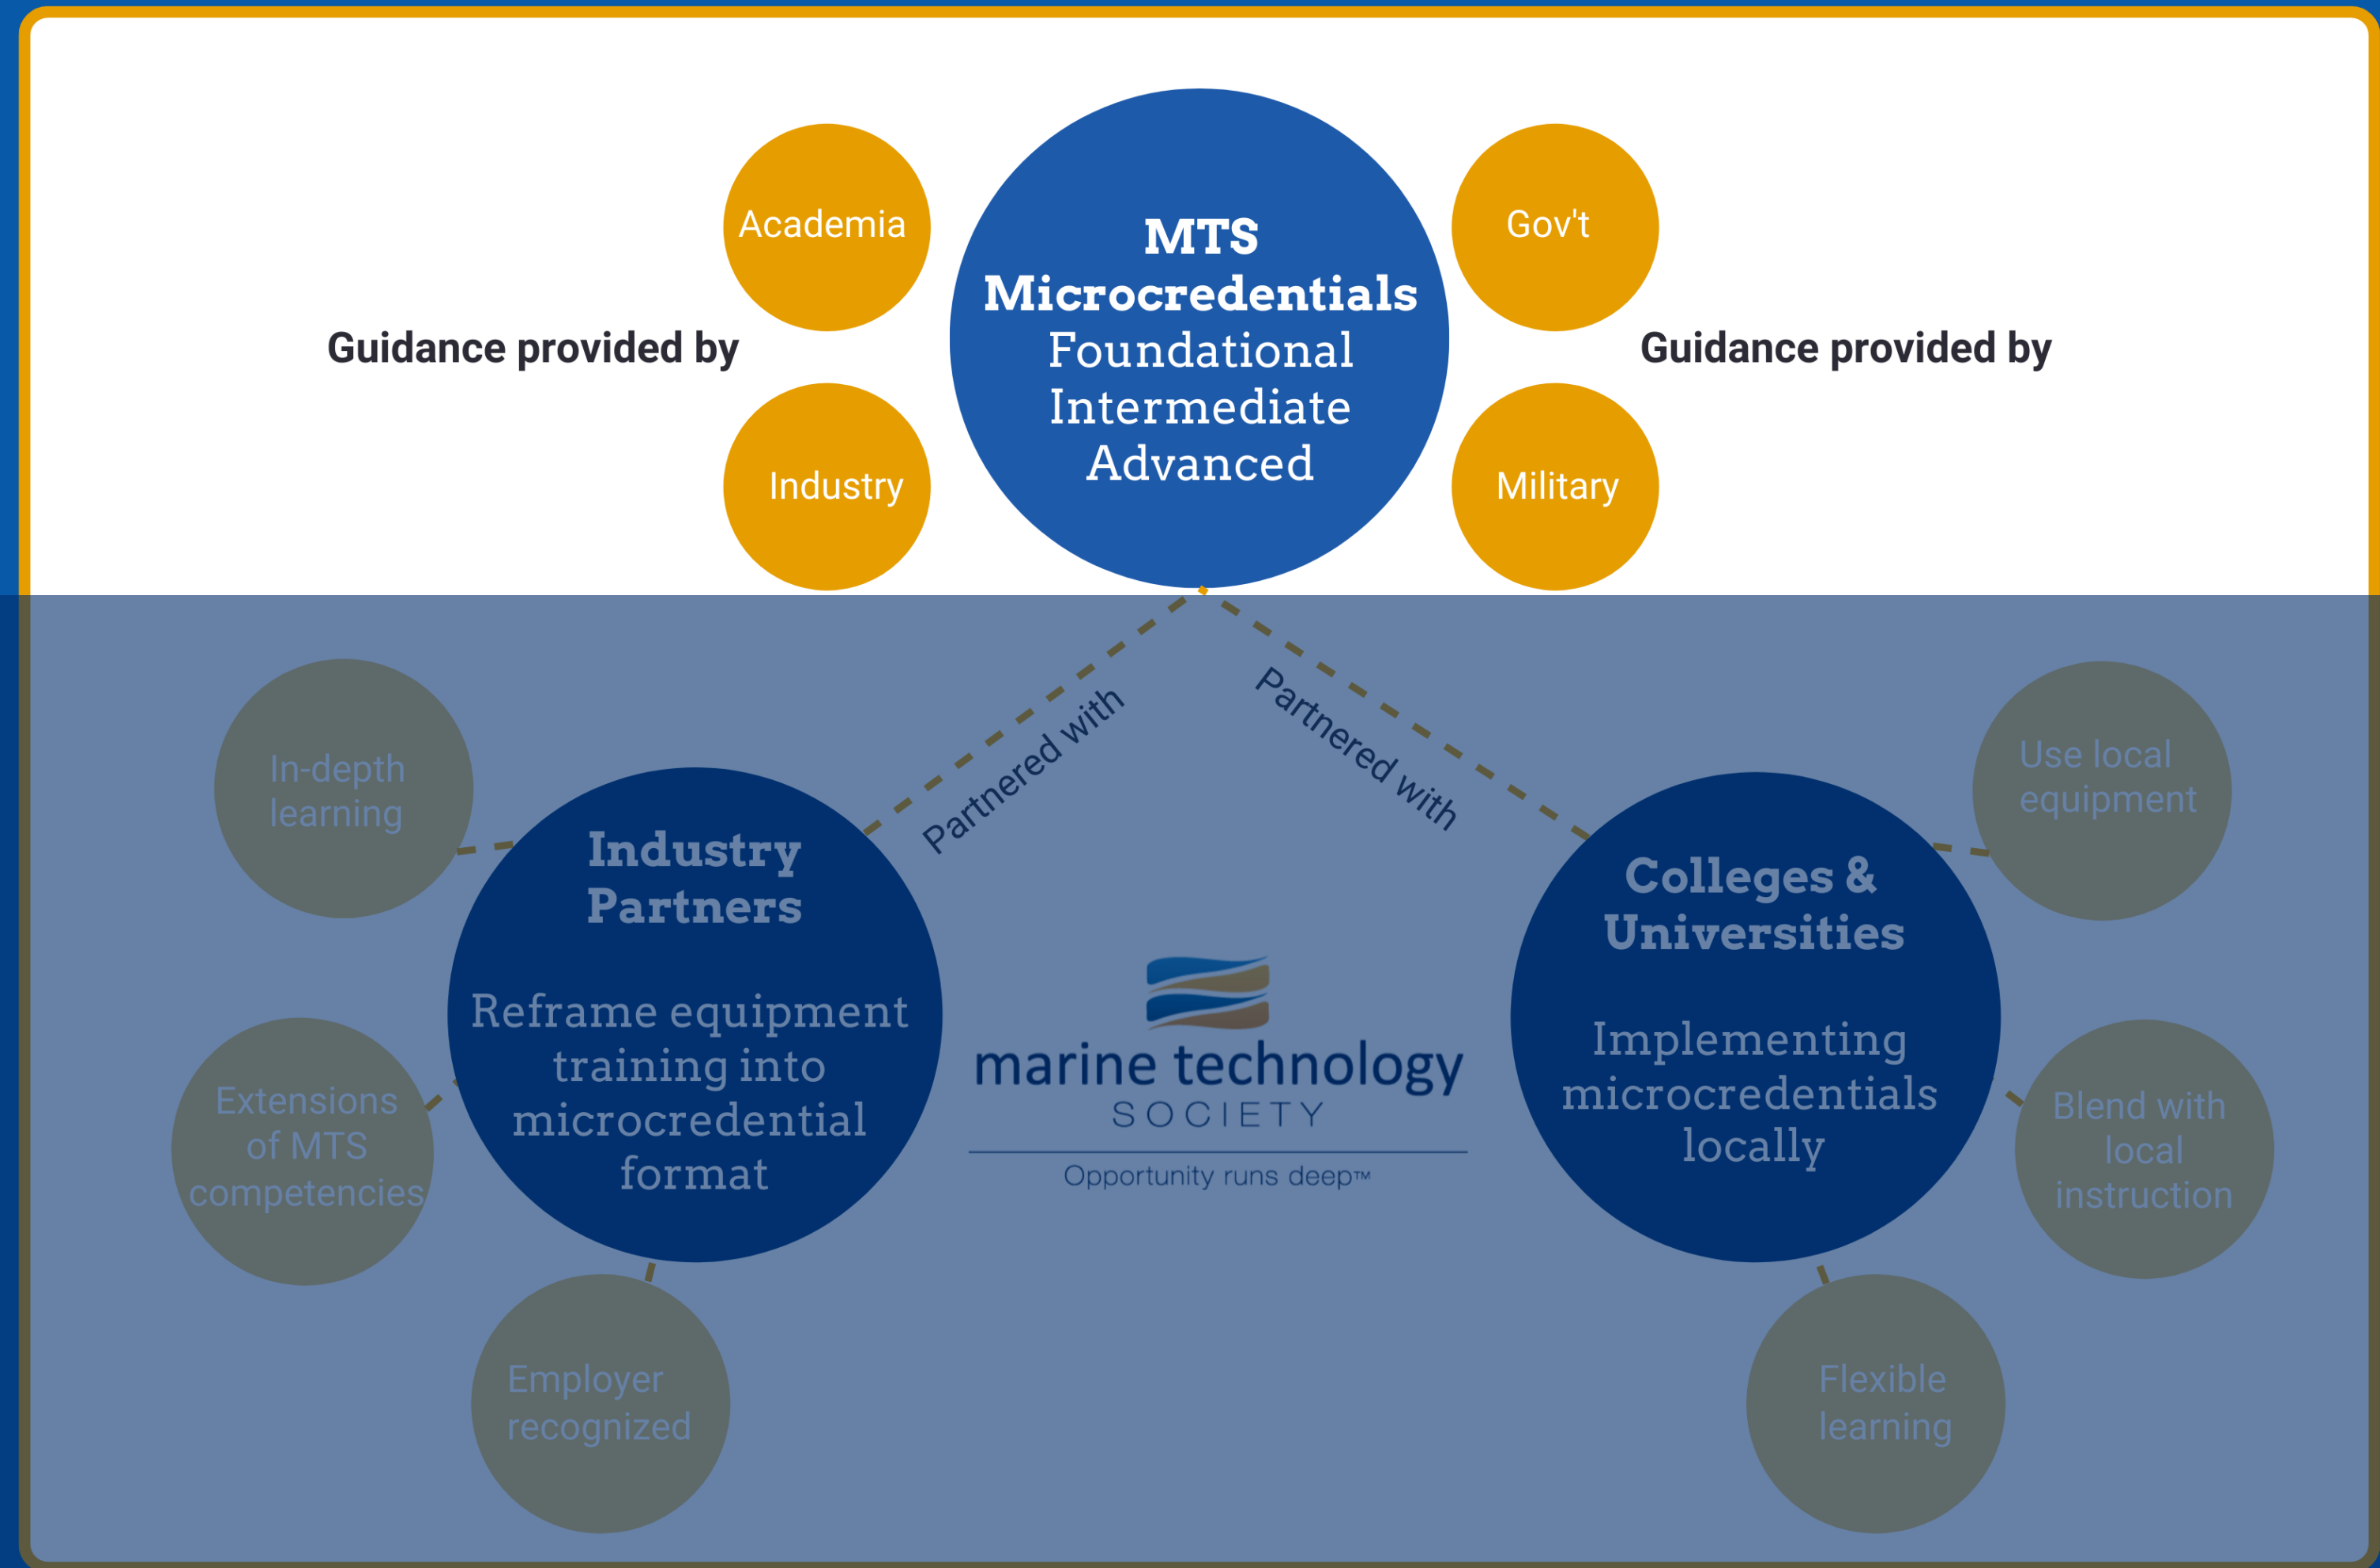 Academia
Guidance provided by
Industry
MTS
Microcredentials
Foundational
Intermediate
Advanced
Gov't
Guidance provided by
Military
Partnered with
Partnered with
In-depth
learning
Extensions
of MTS
competencies
Employer
recognized
Industry
Partners
Reframe equipment
training into
microcredential
format
marine technology
SOCIETY
Opportunity runs deep™
Colleges &
Universities
Implementing
microcredentials
locally
Use local
equipment
Blend with
local
instruction
Flexible
learning